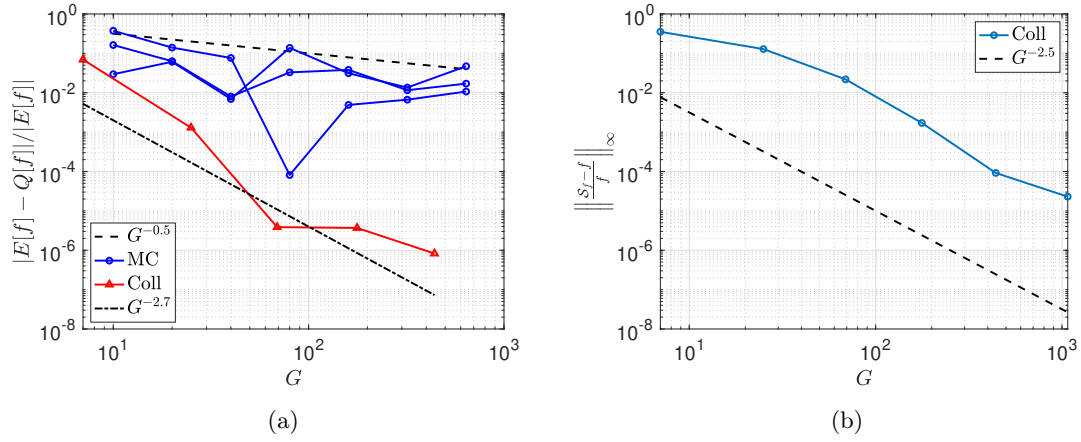 10^0
10^-2
10^-4
10^-6
10^-8
10^1
10^2
10^3
|E[f] − Q[f]|/|E[f]|
G
G^-0.5
MC
Coll
G^-2.7
(a)
10^0
10^-2
10^-4
10^-6
10^-8
10^1
10^2
10^3
‖ (S_f − f)/f ‖_∞
G
Coll
G^-2.5
(b)